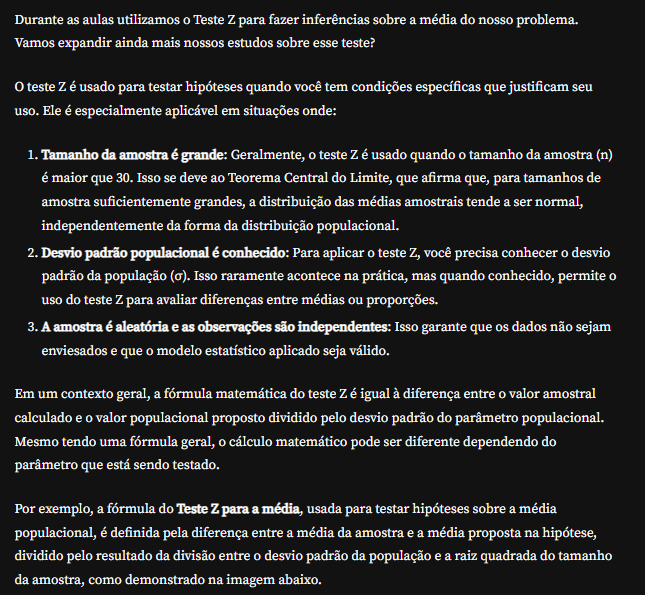 Durante as aulas utilizamos o Teste Z para fazer inferências sobre a média do nosso problema.
Vamos expandir ainda mais nossos estudos sobre esse teste?
O teste Z é usado para testar hipóteses quando você tem condições específicas que justificam seu
uso. Ele é especialmente aplicável em situações onde:
1. Tamanho da amostra é grande: Geralmente, o teste Z é usado quando o tamanho da amostra (n)
é maior que 30. Isso se deve ao Teorema Central do Limite, que afirma que, para tamanhos de
amostra suficientemente grandes, a distribuição das médias amostrais tende a ser normal,
independentemente da forma da distribuição populacional.
2. Desvio padrão populacional é conhecido: Para aplicar o teste Z, você precisa conhecer o desvio
padrão da população (σ). Isso raramente acontece na prática, mas quando conhecido, permite o
uso do teste Z para avaliar diferenças entre médias ou proporções.
3. A amostra é aleatória e as observações são independentes: Isso garante que os dados não sejam
enviesados e que o modelo estatístico aplicado seja válido.
Em um contexto geral, a fórmula matemática do teste Z é igual à diferença entre o valor amostral
calculado e o valor populacional proposto dividido pelo desvio padrão do parâmetro populacional.
Mesmo tendo uma fórmula geral, o cálculo matemático pode ser diferente dependendo do
parâmetro que está sendo testado.
Por exemplo, a fórmula do Teste Z para a média, usada para testar hipóteses sobre a média
populacional, é definida pela diferença entre a média da amostra e a média proposta na hipótese,
dividido pelo resultado da divisão entre o desvio padrão da população e a raiz quadrada do tamanho
da amostra, como demonstrado na imagem abaixo.